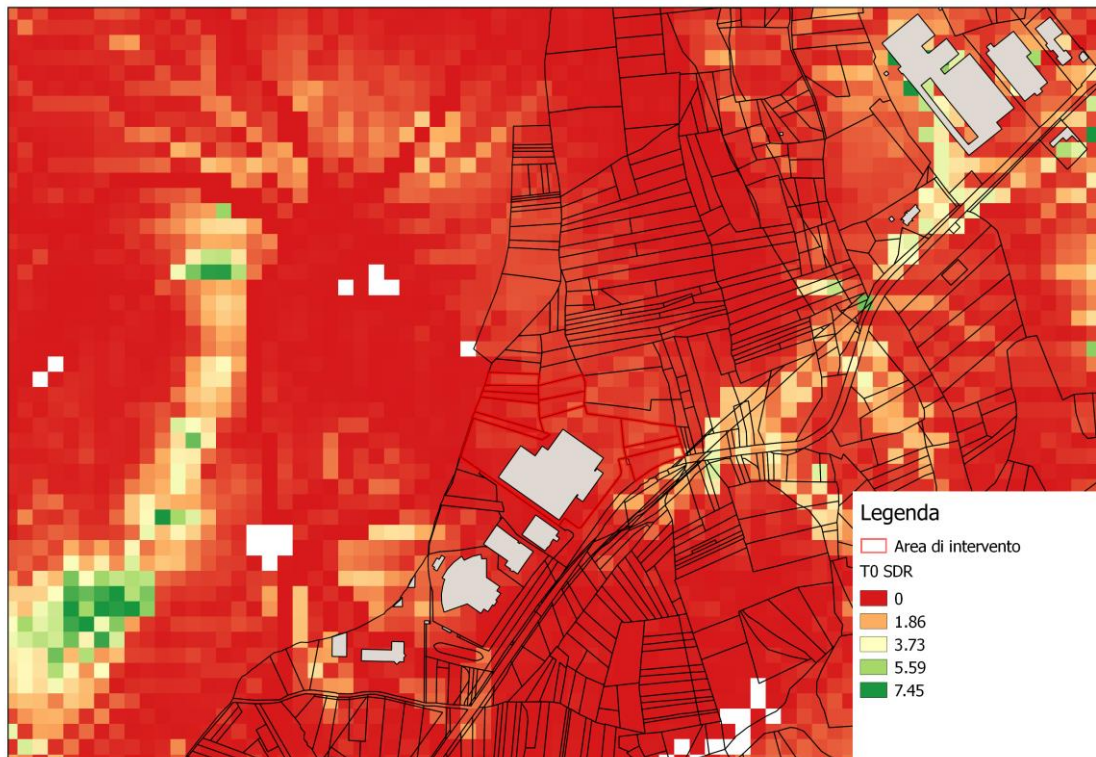 Legenda
Area di intervento
T0 SDR
0
1.86
3.73
5.59
7.45